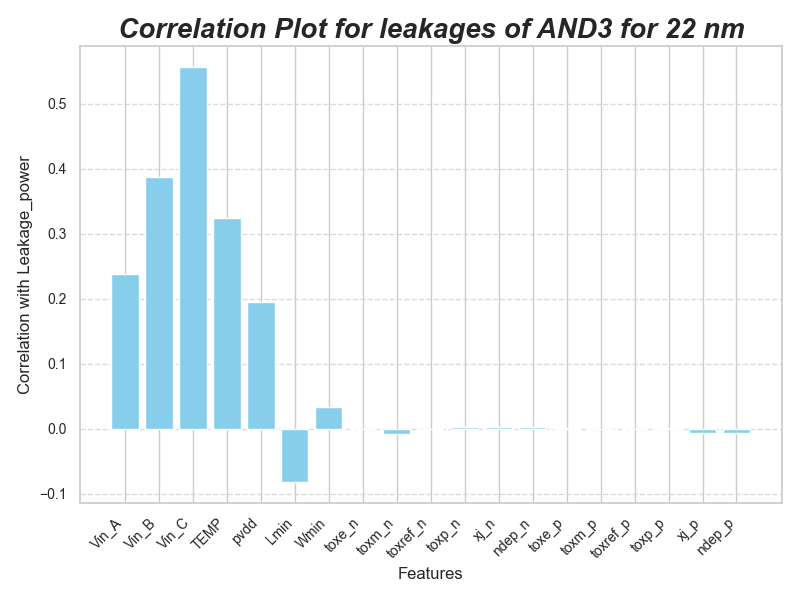 Correlation Plot for leakages of AND3 for 22 nm
Correlation with Leakage_power
0.5
0.4
0.3
0.2
0.1
0.0
−0.1
Vin_A
Vin_B
Vin_C
TEMP
pvdd
Lmin
Wmin
toxe_n
toxm_n
toxref_n
toxp_n
xj_n
ndep_n
toxe_p
toxm_p
toxref_p
toxp_p
xj_p
ndep_p
Features